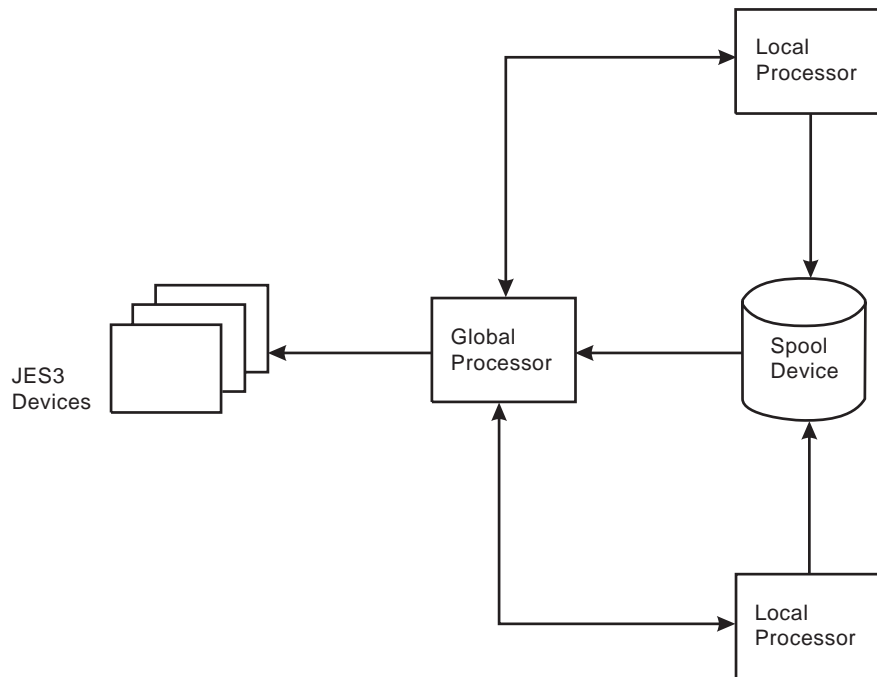 Local
Processor
Global
Processor
Spool
Device
JES3
Devices
Local
Processor